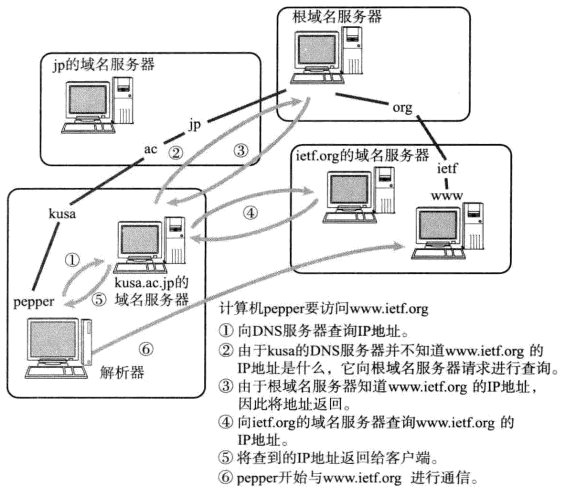 根域名服务器
jp的域名服务器
org
jp
ac
②
③
ietf.org的域名服务器
ietf
www
④
kusa
①
kusa.ac.jp的
域名服务器
⑤
pepper
⑥
解析器
计算机pepper要访问www.ietf.org
① 向DNS服务器查询IP地址。
② 由于kusa的DNS服务器并不知道www.ietf.org 的
IP地址是什么，它向根域名服务器请求进行查询。
③ 由于根域名服务器知道www.ietf.org 的IP地址，
因此将地址返回。
④ 向ietf.org的域名服务器查询www.ietf.org 的
IP地址。
⑤ 将查到的IP地址返回给客户端。
⑥ pepper开始与www.ietf.org 进行通信。